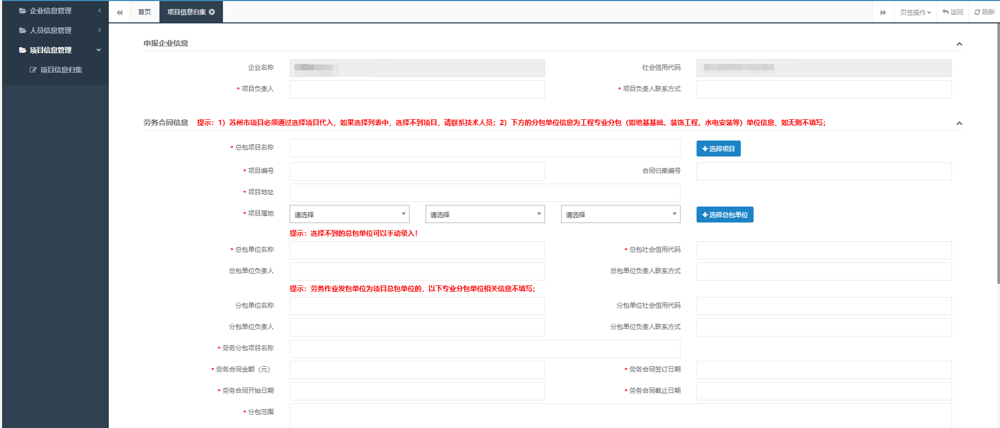 企业信息管理
人员信息管理
项目信息管理
项目信息归集
首页
项目信息归集
页签操作
返回
刷新
申报企业信息
企业名称
社会信用代码
* 项目负责人
* 项目负责人联系方式
劳务合同信息 提示：1）苏州市项目必须通过选择项目代入，如果选择列表中，选择不到项目，请联系技术人员；2）下方的分包单位信息为工程专业分包（如地基基础、装饰工程、水电安装等）单位信息，如无则不填写；
* 总包项目名称
选择项目
* 项目编号
合同归集编号
* 项目地址
* 项目属地
请选择
请选择
请选择
选择总包单位
提示：选择不到的总包单位可以手动录入！
* 总包单位名称
* 总包社会信用代码
总包单位负责人
总包单位负责人联系方式
提示：劳务作业发包单位为项目总包单位的，以下专业分包单位相关信息不填写；
分包单位名称
分包单位社会信用代码
分包单位负责人
分包单位负责人联系方式
* 劳务分包项目名称
* 劳务合同金额（元）
* 劳务合同签订日期
* 劳务合同开始日期
* 劳务合同截止日期
* 分包范围